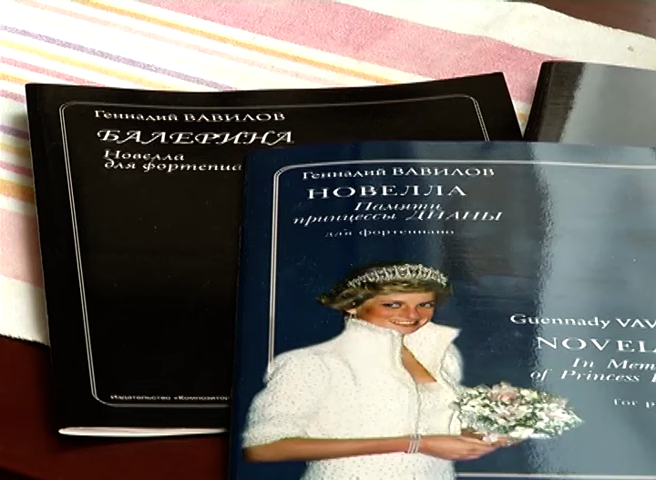 Геннадий ВАВИЛОВ
БАЛЕРИНА
Новелла
для фортепиа
Издательство «Композитор
Геннадий ВАВИЛОВ
НОВЕЛЛА
Памяти
принцессы ДИАНЫ
для фортепиано
Guennady VAV
NOVEL
In Mem
of Princess
for p